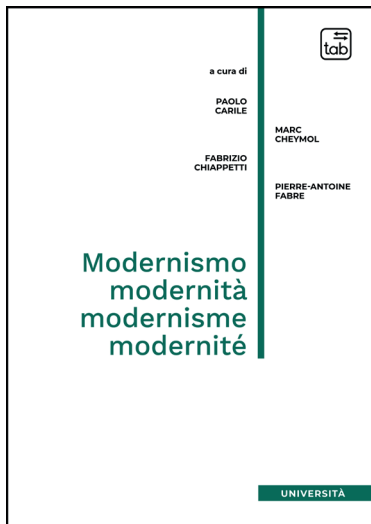 tab
a cura di
PAOLO
CARILE
MARC
CHEYMOL
FABRIZIO
CHIAPPETTI
PIERRE-ANTOINE
FABRE
Modernismo
modernità
modernisme
modernité
UNIVERSITÀ